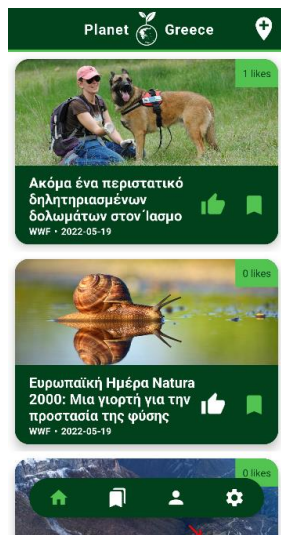 Planet Greece
1 likes
Ακόμα ένα περιστατικό
δηλητηριασμένων
δολωμάτων στον Ίασμο
WWF • 2022-05-19
0 likes
Ευρωπαϊκή Ημέρα Natura
2000: Μια γιορτή για την
προστασία της φύσης
WWF • 2022-05-19
0 likes